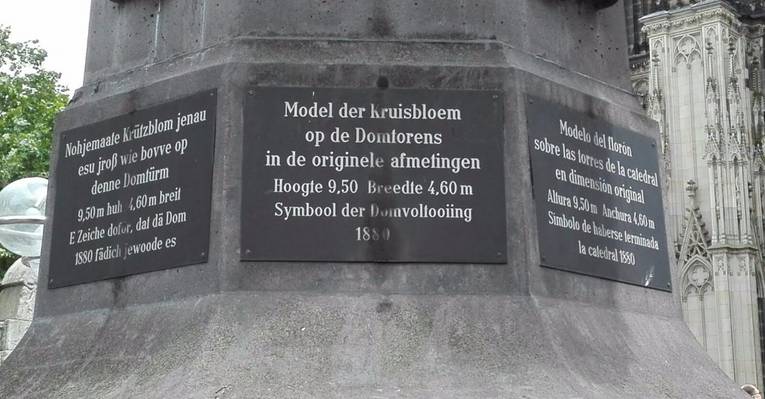 Nohjemaate Krützblom jenau
esu jroß wie bovve op
denne Domtürm
9,50 m huh 4,60 m breit
E Zeiche dofor, dat dä Dom
1880 fädich jewoode es
Model der kruisbloem
op de Domtorens
in de originele afmetingen
Hoogte 9,50 Breedte 4,60 m
Symbool der Domvoltooiing
1880
Modelo del florón
sobre las torres de la catedral
en dimensión original
Altura 9,50 m Anchura 4,60 m
Símbolo de haberse terminada
la catedral 1880